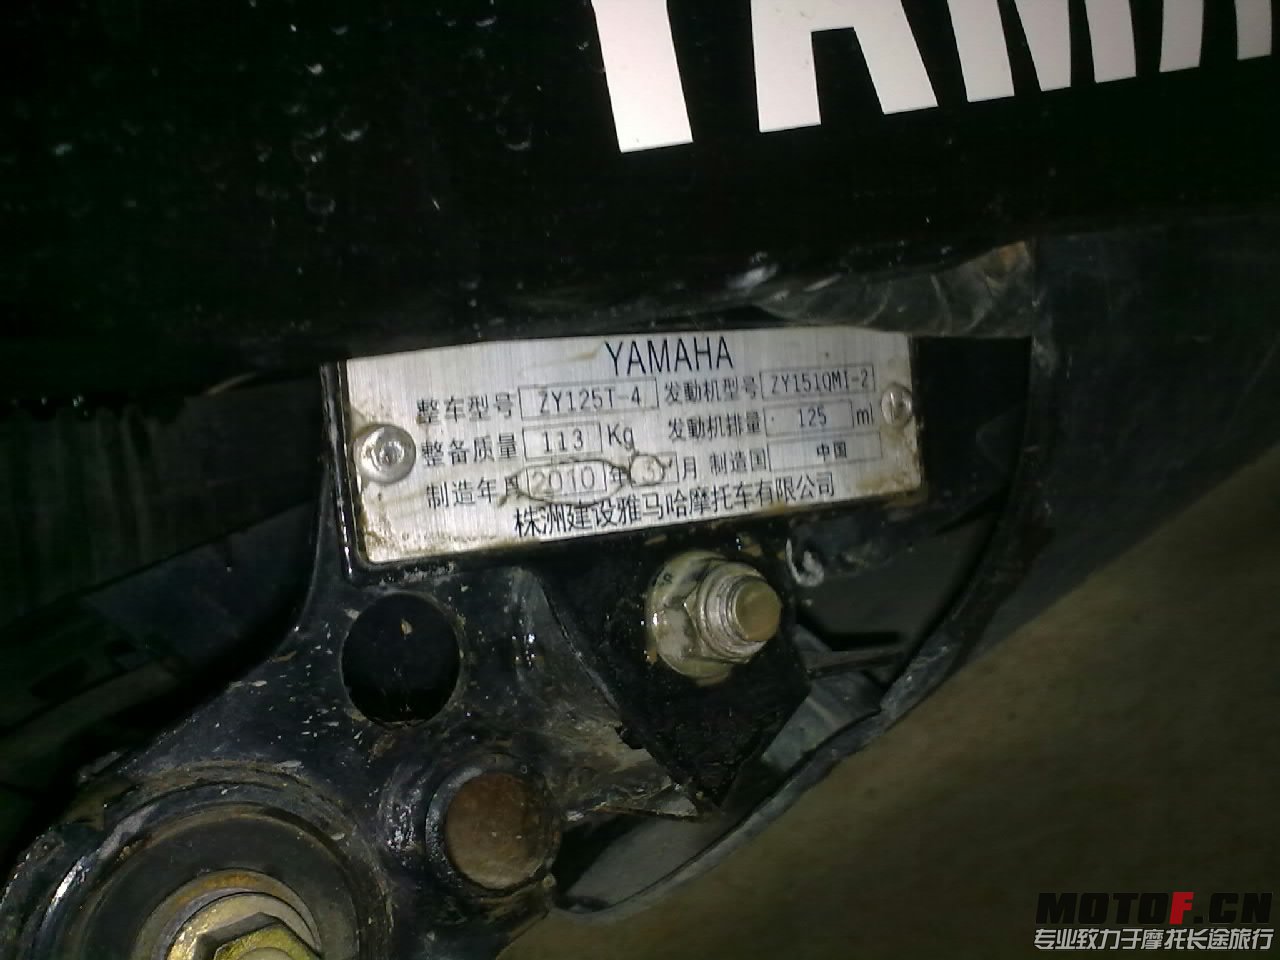 YAMA
YAMAHA
整车型号 ZY125T-4 发動机型号 ZY151QMI-2
整备质量 113 Kg 发動机排量 125 ml
制造年月 2010 年 5 月 制造国 中国
株洲建设雅马哈摩托车有限公司
MOTOF.CN
专业致力于摩托长途旅行